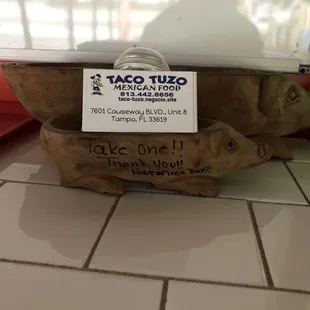 TACO TUZO
MEXICAN FOOD
813.442.8656
taco-tuzo.negocio.site
7601 Causeway BLVD., Unit 8
Tampa, FL 33619
Take one!!
Thank you!!
Have a nice Day!